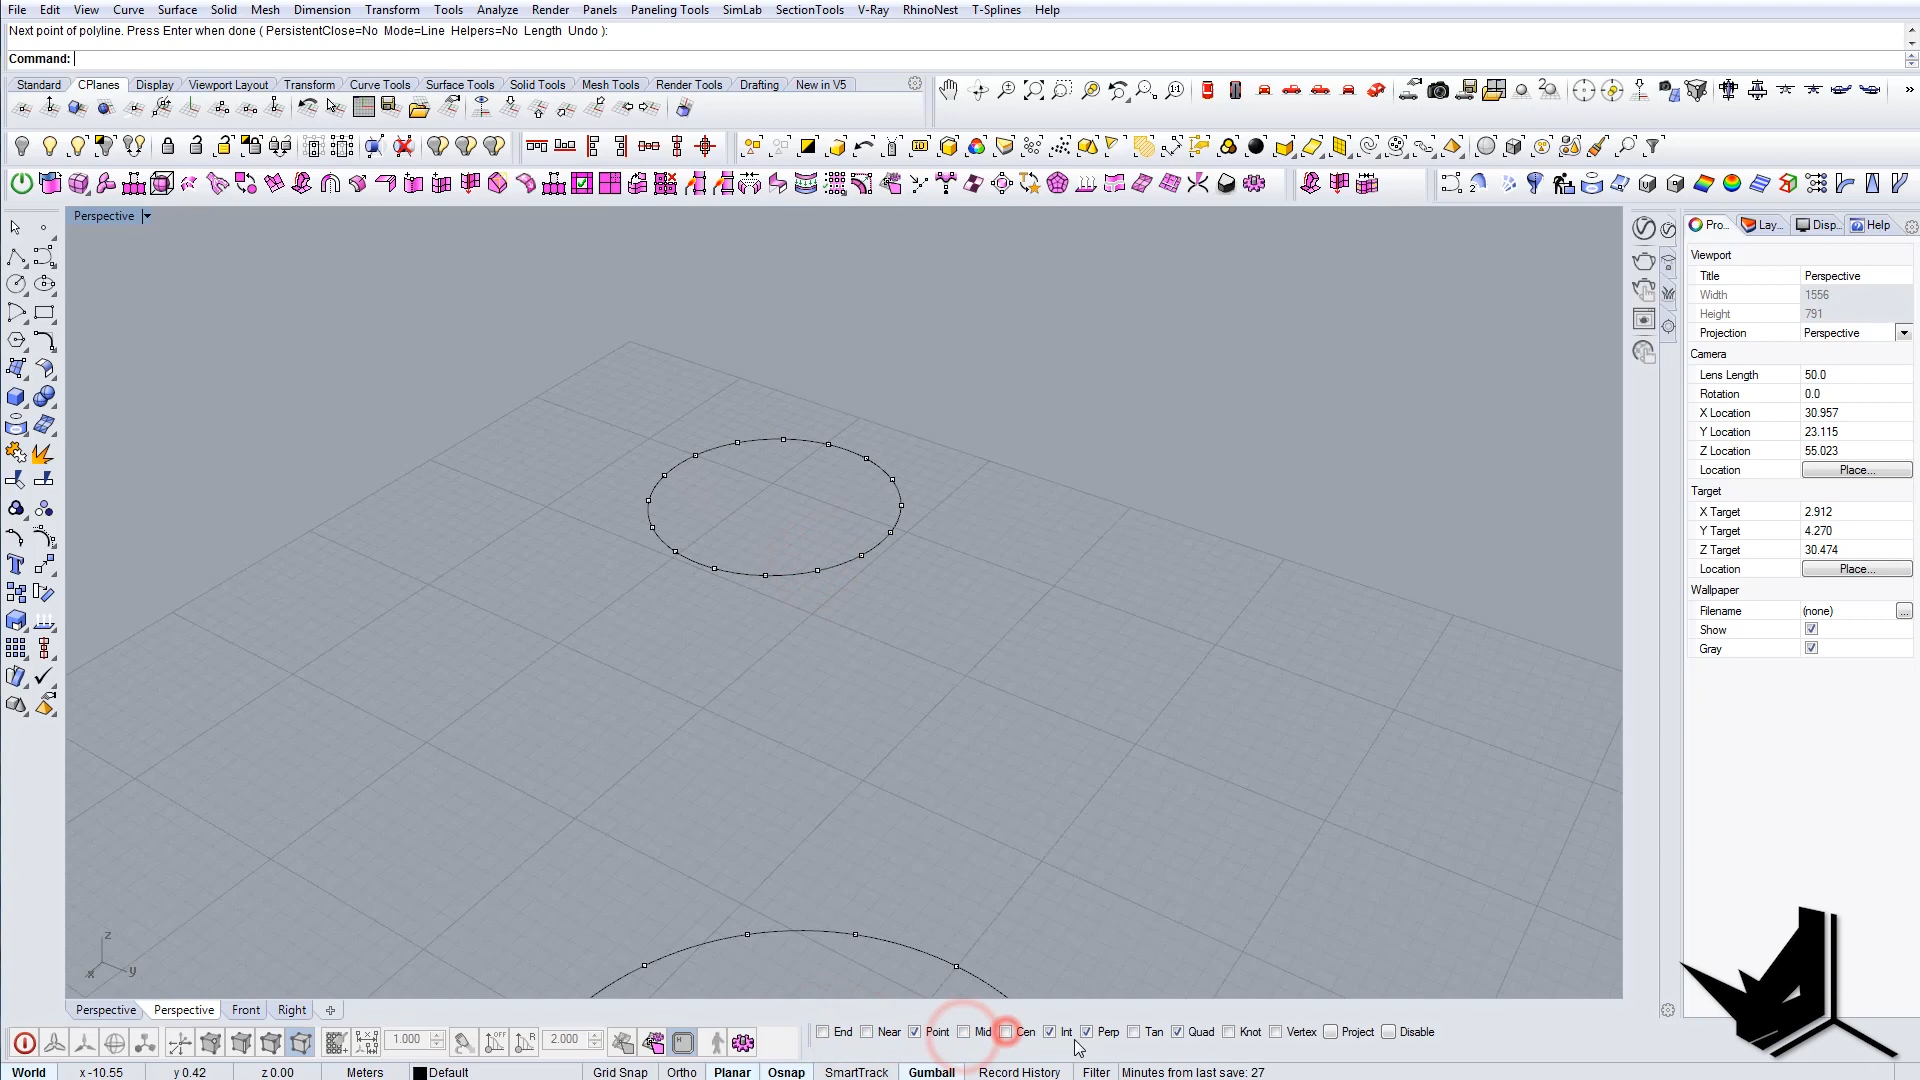 File Edit View Curve Surface Solid Mesh Dimension Transform Tools Analyze Render Panels Paneling Tools SimLab SectionTools V-Ray RhinoNest T-Splines Help
Next point of polyline. Press Enter when done ( PersistentClose=No Mode=Line Helpers=No Length Undo ):
Command:
Standard CPlanes Display Viewport Layout Transform Curve Tools Surface Tools Solid Tools Mesh Tools Render Tools Drafting New in V5
Perspective
Pro... Lay... Disp... Help
Viewport
Title Perspective
Width 1556
Height 791
Projection Perspective
Camera
Lens Length 50.0
Rotation 0.0
X Location 30.957
Y Location 23.115
Z Location 55.023
Location Place...
Target
X Target 2.912
Y Target 4.270
Z Target 30.474
Location Place...
Wallpaper
Filename (none) ...
Show
Gray
z
x y
Perspective Perspective Front Right
1.000 2.000
End Near Point Mid Cen Int Perp Tan Quad Knot Vertex Project Disable
World x -10.55 y 0.42 z 0.00 Meters Default Grid Snap Ortho Planar Osnap SmartTrack Gumball Record History Filter Minutes from last save: 27